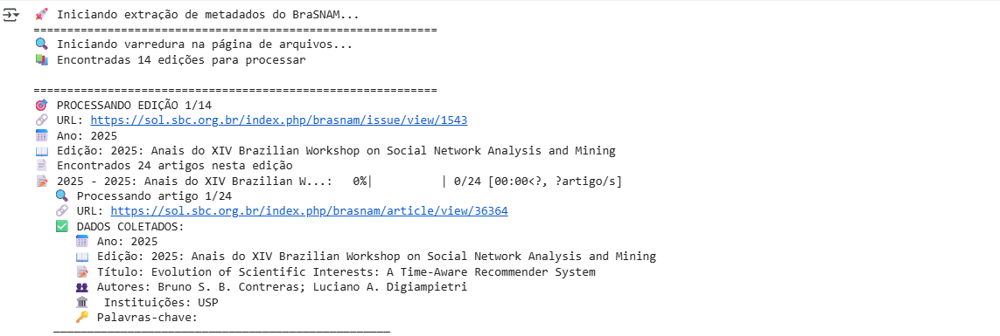 🚀 Iniciando extração de metadados do BraSNAM...
============================================================
🔍 Iniciando varredura na página de arquivos...
📚 Encontradas 14 edições para processar
============================================================
🎯 PROCESSANDO EDIÇÃO 1/14
🔗 URL: https://sol.sbc.org.br/index.php/brasnam/issue/view/1543
📅 Ano: 2025
📖 Edição: 2025: Anais do XIV Brazilian Workshop on Social Network Analysis and Mining
📄 Encontrados 24 artigos nesta edição
📝 2025 - 2025: Anais do XIV Brazilian W...:   0%|          | 0/24 [00:00<?, ?artigo/s]
🔍 Processando artigo 1/24
🔗 URL: https://sol.sbc.org.br/index.php/brasnam/article/view/36364
✅ DADOS COLETADOS:
📅 Ano: 2025
📖 Edição: 2025: Anais do XIV Brazilian Workshop on Social Network Analysis and Mining
📝 Título: Evolution of Scientific Interests: A Time-Aware Recommender System
👥 Autores: Bruno S. B. Contreras; Luciano A. Digiampietri
🏛️ Instituições: USP
🔑 Palavras-chave: